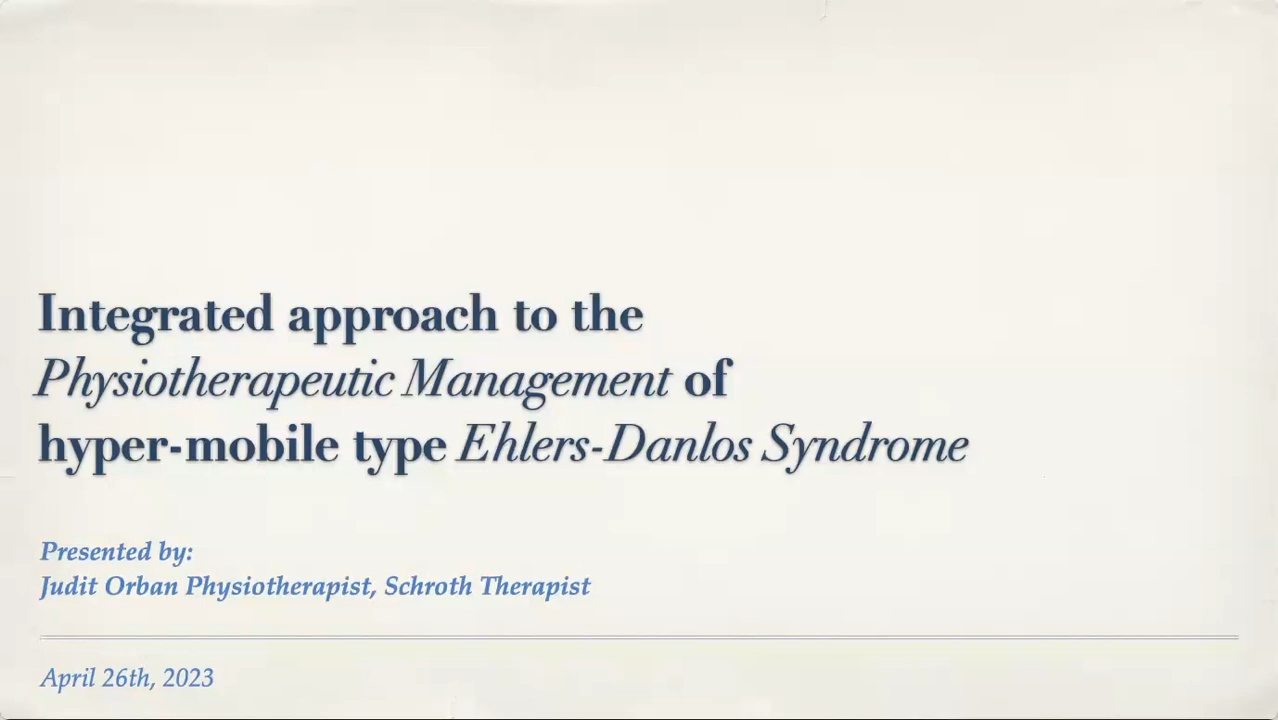 Integrated approach to the
Physiotherapeutic Management of
hyper-mobile type Ehlers-Danlos Syndrome
Presented by:
Judit Orban Physiotherapist, Schroth Therapist
April 26th, 2023